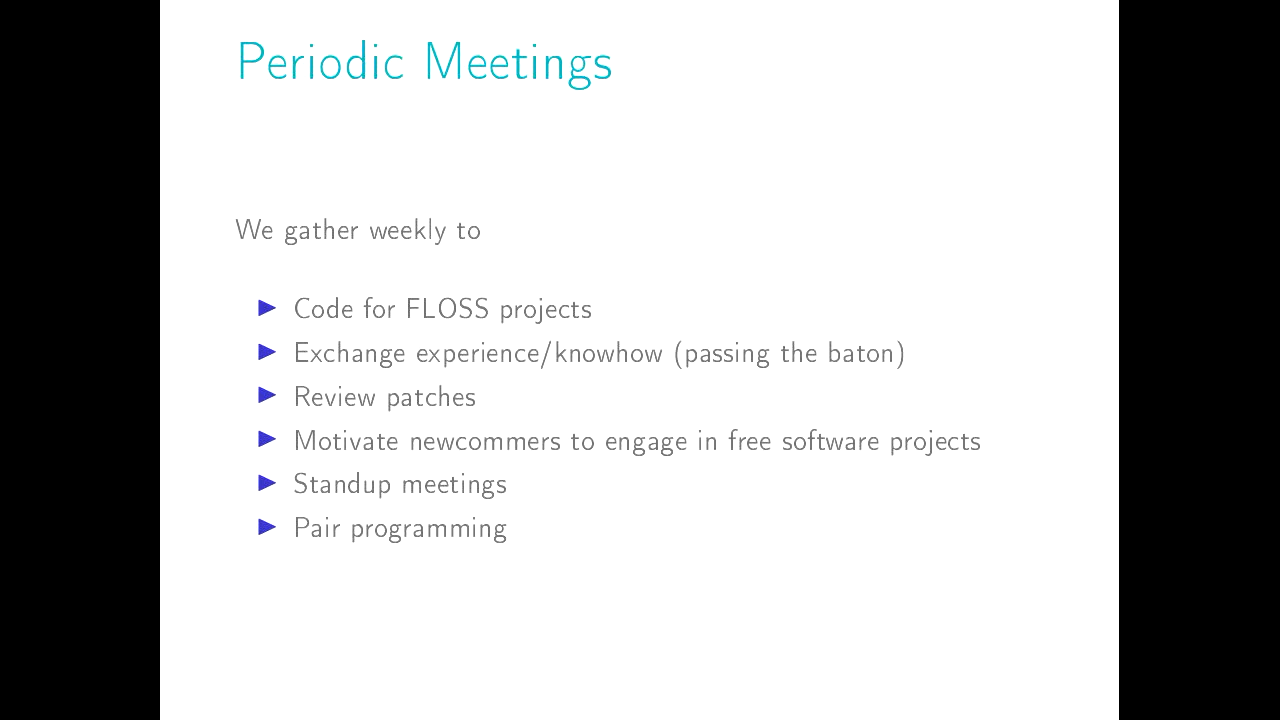 Periodic Meetings
We gather weekly to
Code for FLOSS projects
Exchange experience/knowhow (passing the baton)
Review patches
Motivate newcommers to engage in free software projects
Standup meetings
Pair programming